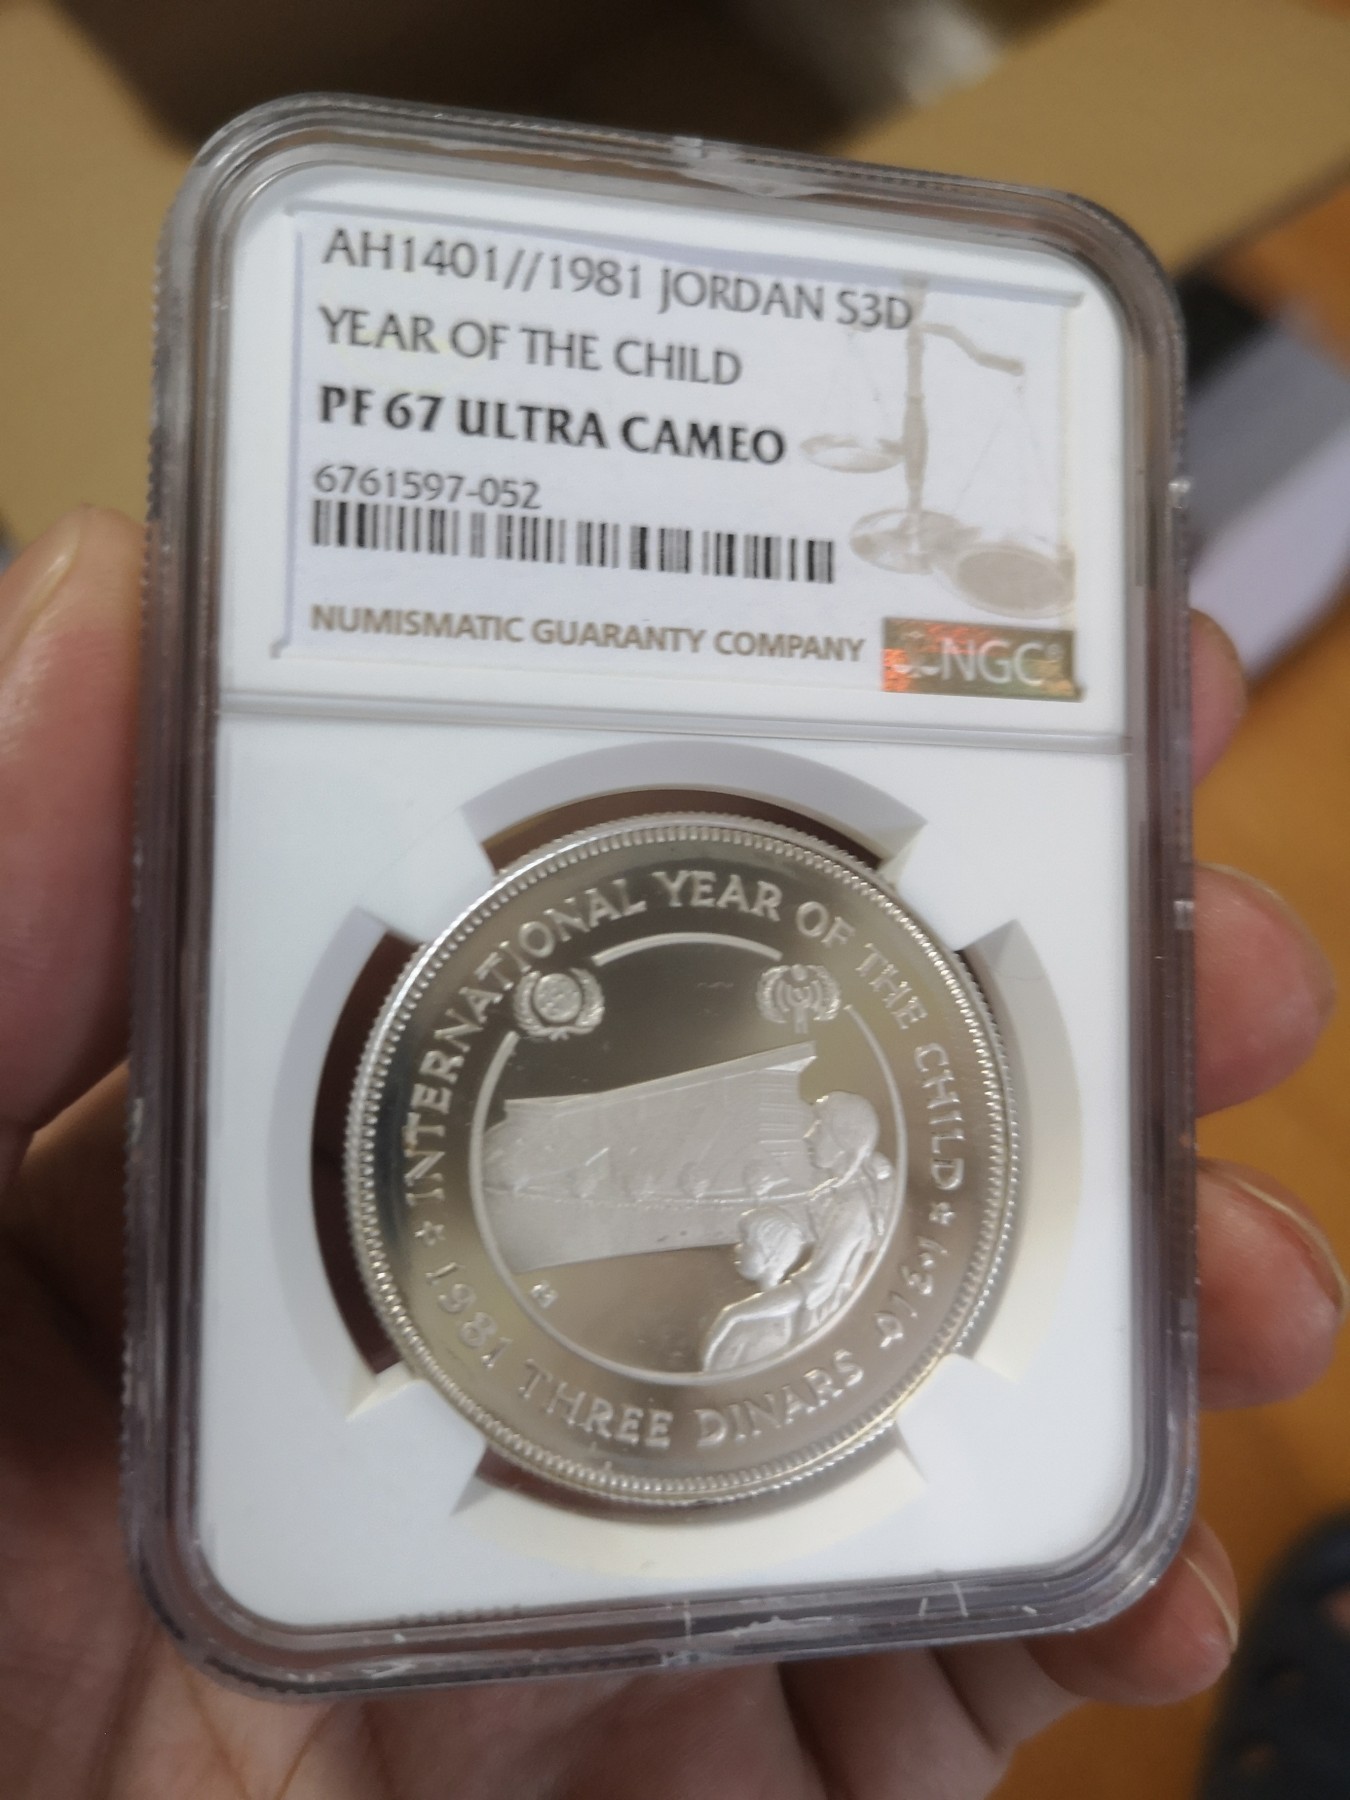 AH1401//1981 JORDAN S3D
YEAR OF THE CHILD
PF 67 ULTRA CAMEO
6761597-052
NUMISMATIC GUARANTY COMPANY
NGC®
INTERNATIONAL YEAR OF THE CHILD
1981 THREE DINARS